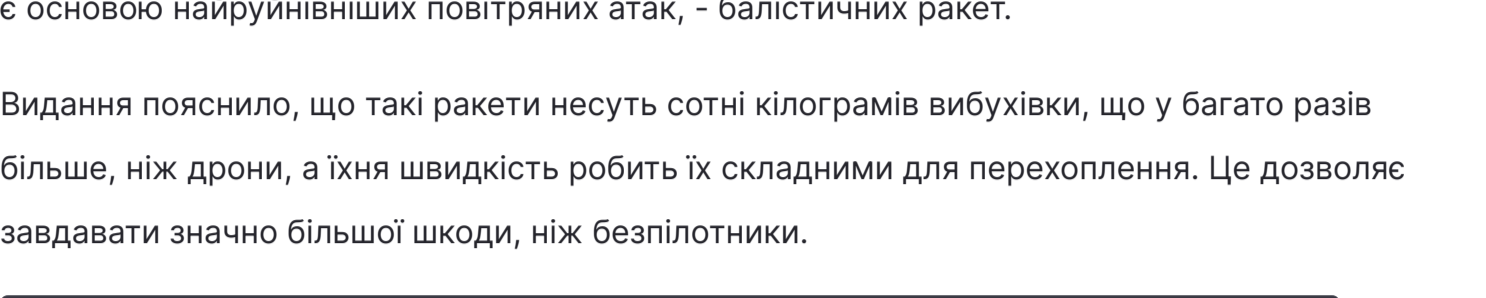 є основою найруйнівніших повітряних атак, - балістичних ракет.
Видання пояснило, що такі ракети несуть сотні кілограмів вибухівки, що у багато разів
більше, ніж дрони, а їхня швидкість робить їх складними для перехоплення. Це дозволяє
завдавати значно більшої шкоди, ніж безпілотники.